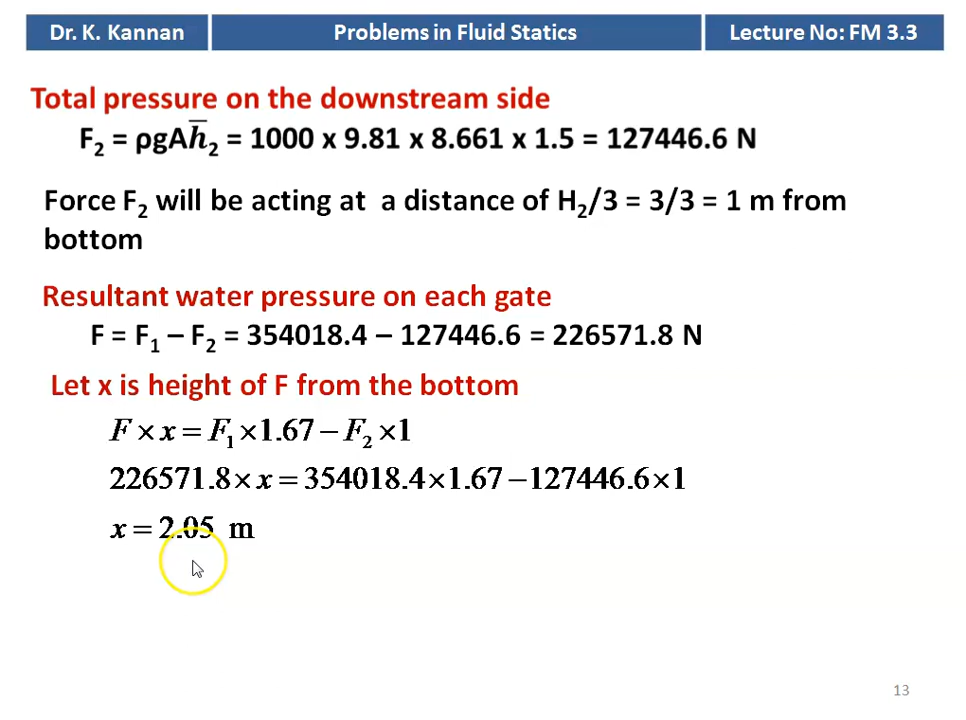 Dr. K. Kannan
Problems in Fluid Statics
Lecture No: FM 3.3
Total pressure on the downstream side
F₂ = ρgAh̅₂ = 1000 x 9.81 x 8.661 x 1.5 = 127446.6 N
Force F₂ will be acting at a distance of H₂/3 = 3/3 = 1 m from
bottom
Resultant water pressure on each gate
F = F₁ – F₂ = 354018.4 – 127446.6 = 226571.8 N
Let x is height of F from the bottom
F × x = F₁ × 1.67 − F₂ × 1
226571.8 × x = 354018.4 × 1.67 − 127446.6 × 1
x = 2.05 m
13